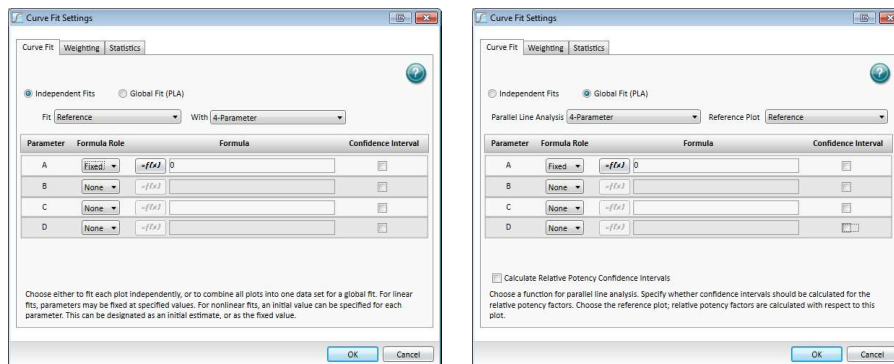 Curve Fit Settings
Curve Fit Weighting Statistics
?
Independent Fits Global Fit (PLA)
Fit Reference With 4-Parameter
Parameter Formula Role Formula Confidence Interval
A Fixed =f(x) 0
B None =f(x)
C None =f(x)
D None =f(x)
Choose either to fit each plot independently, or to combine all plots into one data set for a global fit. For linear
fits, parameters may be fixed at specified values. For nonlinear fits, an initial value can be specified for each
parameter. This can be designated as an initial estimate, or as the fixed value.
OK Cancel
Curve Fit Settings
Curve Fit Weighting Statistics
?
Independent Fits Global Fit (PLA)
Parallel Line Analysis 4-Parameter Reference Plot Reference
Parameter Formula Role Formula Confidence Interval
A Fixed =f(x) 0
B None =f(x)
C None =f(x)
D None =f(x)
Calculate Relative Potency Confidence Intervals
Choose a function for parallel line analysis. Specify whether confidence intervals should be calculated for the
relative potency factors. Choose the reference plot; relative potency factors are calculated with respect to this
plot.
OK Cancel